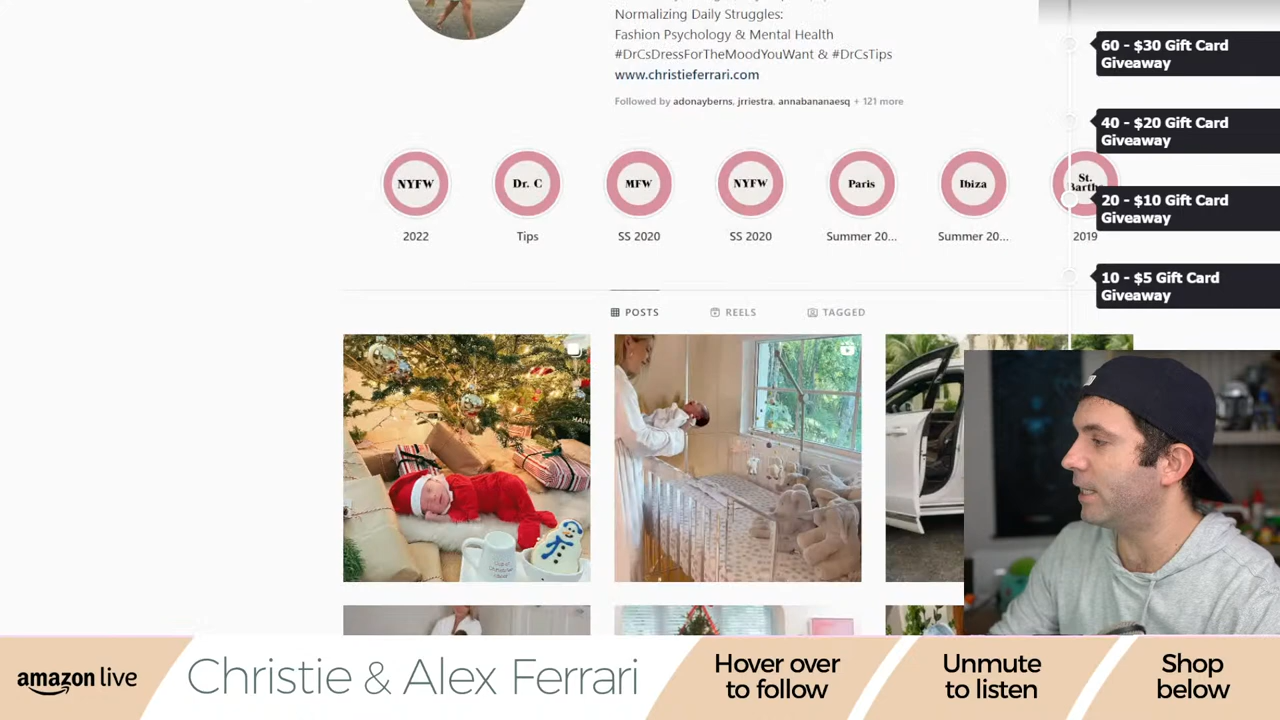 Normalizing Daily Struggles:
Fashion Psychology & Mental Health
#DrCsDressForTheMoodYouWant & #DrCsTips
www.christieferrari.com
Followed by adonayberns, jrriestra, annabananaesq + 121 more
60 - $30 Gift Card
Giveaway
40 - $20 Gift Card
Giveaway
20 - $10 Gift Card
Giveaway
10 - $5 Gift Card
Giveaway
NYFW
Dr. C
MFW
NYFW
Paris
Ibiza
St.
Barths
2022
Tips
SS 2020
SS 2020
Summer 20...
Summer 20...
2019
POSTS
REELS
TAGGED
amazon live
Christie & Alex Ferrari
Hover over
to follow
Unmute
to listen
Shop
below